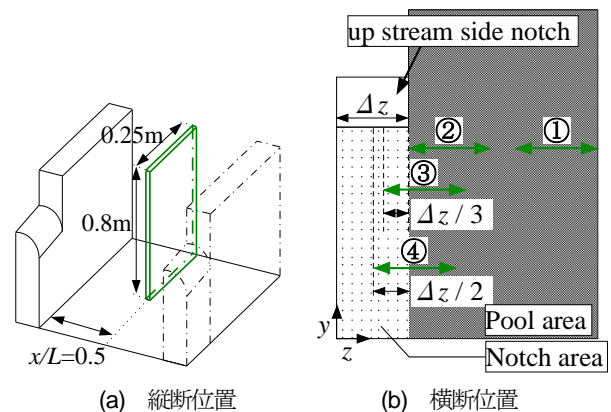 0.25m
0.8m
x/L=0.5
(a) 縦断位置
up stream side notch
Δz
②
①
③
Δz / 3
④
Δz / 2
y
z
Pool area
Notch area
(b) 横断位置